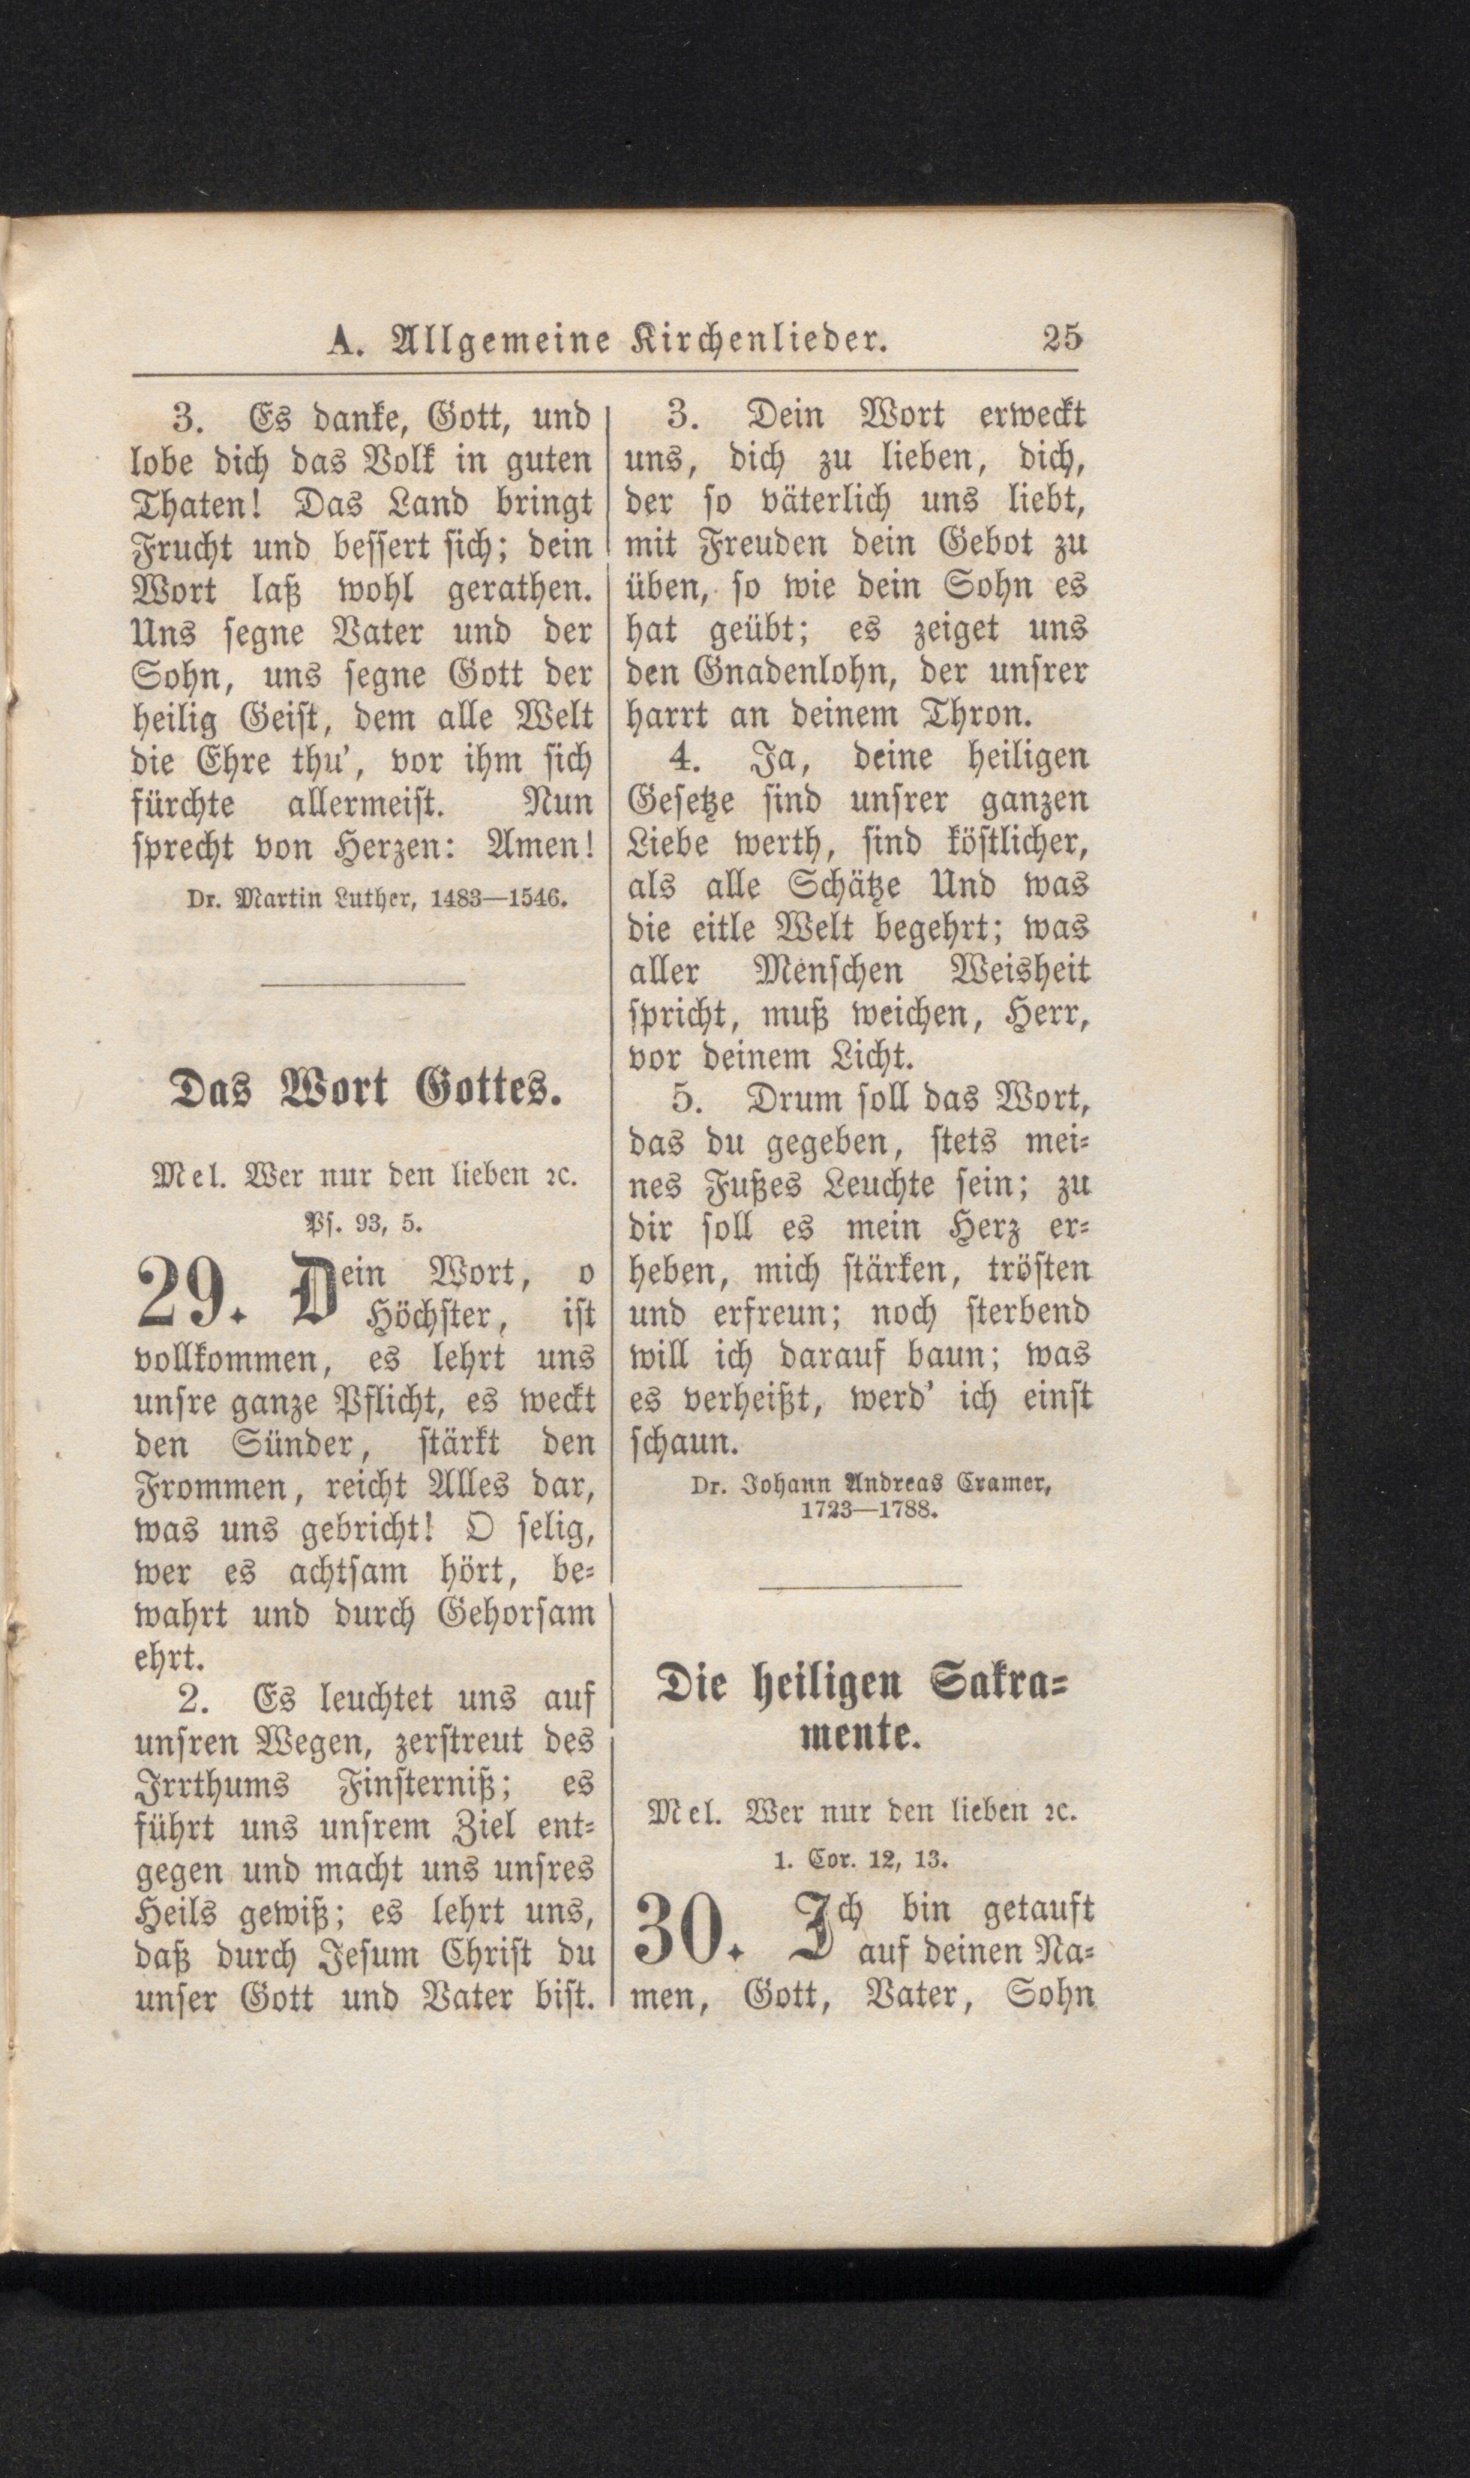 A. Allgemeine Kirchenlieder. 25
3. Es danke, Gott, und
lobe dich das Volk in guten
Thaten! Das Land bringt
Frucht und bessert sich; dein
Wort laß wohl gerathen.
Uns segne Vater und der
Sohn, uns segne Gott der
heilig Geist, dem alle Welt
die Ehre thu', vor ihm sich
fürchte allermeist. Nun
sprecht von Herzen: Amen!
Dr. Martin Luther, 1483—1546.
Das Wort Gottes.
Mel. Wer nur den lieben ꝛc.
Ps. 93, 5.
29. Dein Wort, o
Höchster, ist
vollkommen, es lehrt uns
unsre ganze Pflicht, es weckt
den Sünder, stärkt den
Frommen, reicht Alles dar,
was uns gebricht! O selig,
wer es achtsam hört, be-
wahrt und durch Gehorsam
ehrt.
2. Es leuchtet uns auf
unsren Wegen, zerstreut des
Irrthums Finsterniß; es
führt uns unsrem Ziel ent-
gegen und macht uns unsres
Heils gewiß; es lehrt uns,
daß durch Jesum Christ du
unser Gott und Vater bist.
3. Dein Wort erweckt
uns, dich zu lieben, dich,
der so väterlich uns liebt,
mit Freuden dein Gebot zu
üben, so wie dein Sohn es
hat geübt; es zeiget uns
den Gnadenlohn, der unsrer
harrt an deinem Thron.
4. Ja, deine heiligen
Gesetze sind unsrer ganzen
Liebe werth, sind köstlicher,
als alle Schätze Und was
die eitle Welt begehrt; was
aller Menschen Weisheit
spricht, muß weichen, Herr,
vor deinem Licht.
5. Drum soll das Wort,
das du gegeben, stets mei-
nes Fußes Leuchte sein; zu
dir soll es mein Herz er-
heben, mich stärken, trösten
und erfreun; noch sterbend
will ich darauf baun; was
es verheißt, werd' ich einst
schaun.
Dr. Johann Andreas Cramer,
1723—1788.
Die heiligen Sakra-
mente.
Mel. Wer nur den lieben ꝛc.
1. Cor. 12, 13.
30. Ich bin getauft
auf deinen Na-
men, Gott, Vater, Sohn